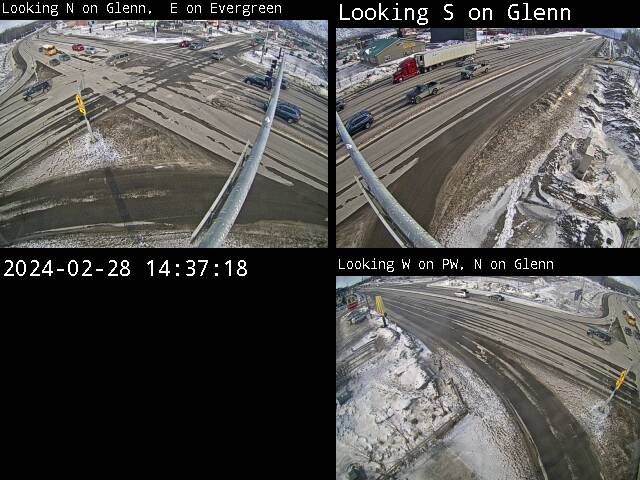 Looking N on Glenn,  E on Evergreen
Looking S on Glenn
2024-02-28 14:37:18
Looking W on PW, N on Glenn